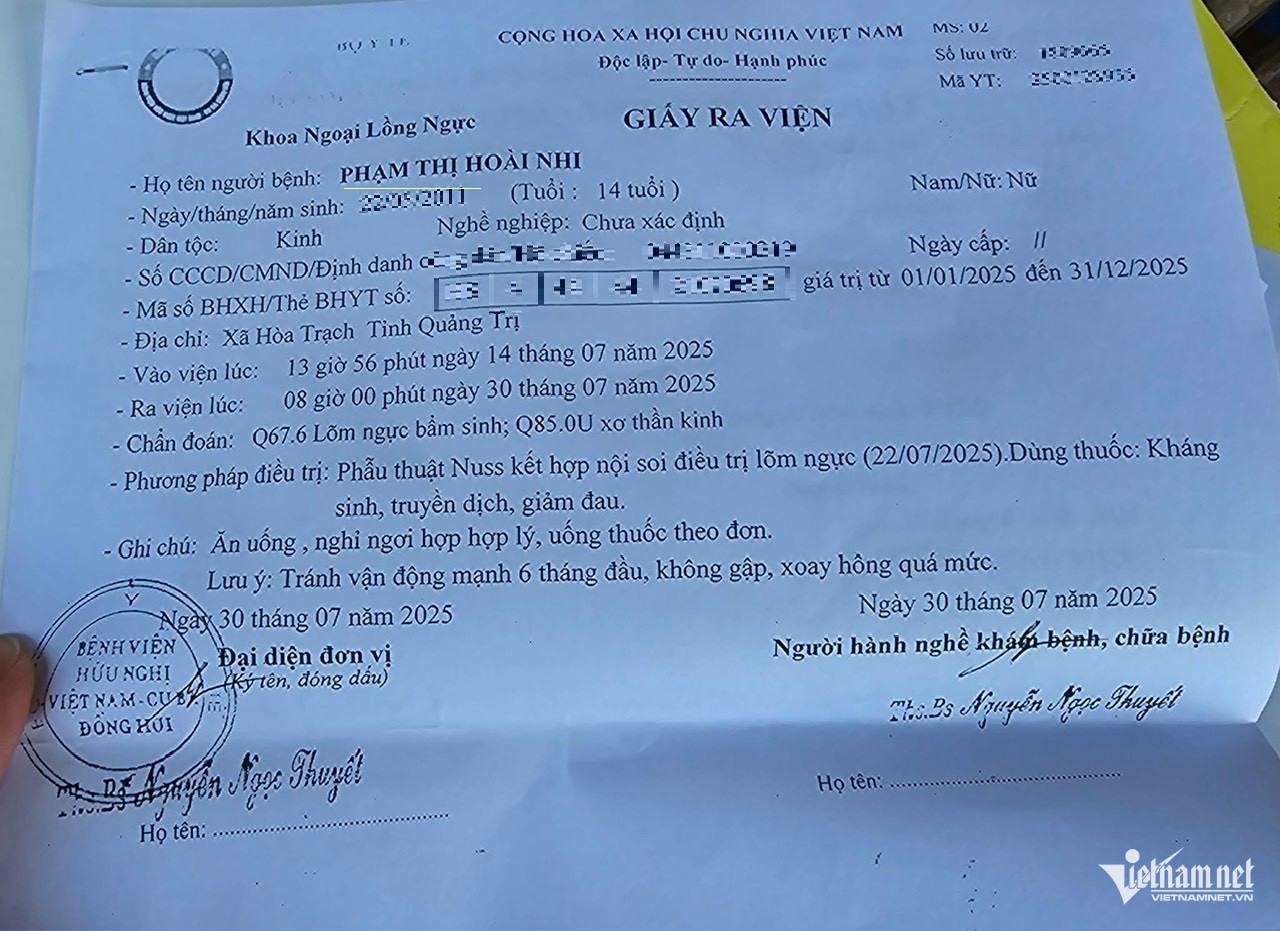 BỘ Y TẾ
CỘNG HÒA XÃ HỘI CHỦ NGHĨA VIỆT NAM
MS: 02
Độc lập- Tự do- Hạnh phúc
Số lưu trữ:
Mã YT:
Khoa Ngoại Lồng Ngực
GIẤY RA VIỆN
- Họ tên người bệnh: PHẠM THỊ HOÀI NHI
- Ngày/tháng/năm sinh: (Tuổi : 14 tuổi ) Nam/Nữ: Nữ
- Dân tộc: Kinh Nghề nghiệp: Chưa xác định
- Số CCCD/CMND/Định danh Ngày cấp: //
- Mã số BHXH/Thẻ BHYT số: giá trị từ 01/01/2025 đến 31/12/2025
- Địa chỉ: Xã Hòa Trạch Tỉnh Quảng Trị
- Vào viện lúc: 13 giờ 56 phút ngày 14 tháng 07 năm 2025
- Ra viện lúc: 08 giờ 00 phút ngày 30 tháng 07 năm 2025
- Chẩn đoán: Q67.6 Lõm ngực bẩm sinh; Q85.0U xơ thần kinh
- Phương pháp điều trị: Phẫu thuật Nuss kết hợp nội soi điều trị lõm ngực (22/07/2025).Dùng thuốc: Kháng
sinh, truyền dịch, giảm đau.
- Ghi chú: Ăn uống , nghỉ ngơi hợp hợp lý, uống thuốc theo đơn.
Lưu ý: Tránh vận động mạnh 6 tháng đầu, không gập, xoay hông quá mức.
Ngày 30 tháng 07 năm 2025
Đại diện đơn vị
(Ký tên, đóng dấu)
BỆNH VIỆN
HỮU NGHỊ
VIỆT NAM-CU BA
ĐỒNG HỚI
Ths.Bs Nguyễn Ngọc Thuyết
Họ tên: ........................................
Ngày 30 tháng 07 năm 2025
Người hành nghề khám bệnh, chữa bệnh
Ths.Bs Nguyễn Ngọc Thuyết
Họ tên: ........................................
Vietnamnet
VIETNAMNET.VN